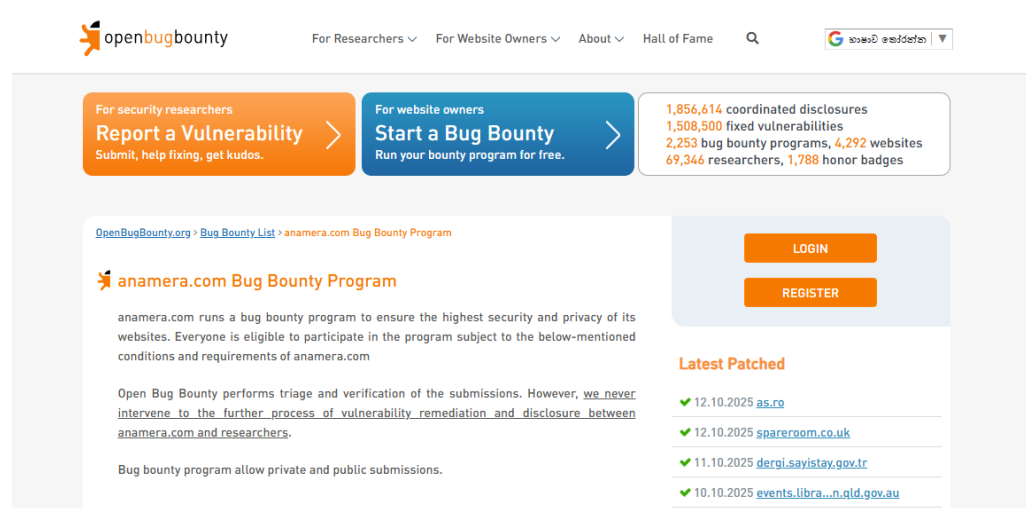 openbugbounty
For Researchers
For Website Owners
About
Hall of Fame
භාෂාව තෝරන්න
▼
For security researchers
Report a Vulnerability
Submit, help fixing, get kudos.
For website owners
Start a Bug Bounty
Run your bounty program for free.
1,856,614 coordinated disclosures
1,508,500 fixed vulnerabilities
2,253 bug bounty programs, 4,292 websites
69,346 researchers, 1,788 honor badges
OpenBugBounty.org > Bug Bounty List > anamera.com Bug Bounty Program
anamera.com Bug Bounty Program
anamera.com runs a bug bounty program to ensure the highest security and privacy of its
websites. Everyone is eligible to participate in the program subject to the below-mentioned
conditions and requirements of anamera.com
Open Bug Bounty performs triage and verification of the submissions. However, we never
intervene to the further process of vulnerability remediation and disclosure between
anamera.com and researchers.
Bug bounty program allow private and public submissions.
LOGIN
REGISTER
Latest Patched
12.10.2025 as.ro
12.10.2025 spareroom.co.uk
11.10.2025 dergi.sayistay.gov.tr
10.10.2025 events.libra...n.qld.gov.au